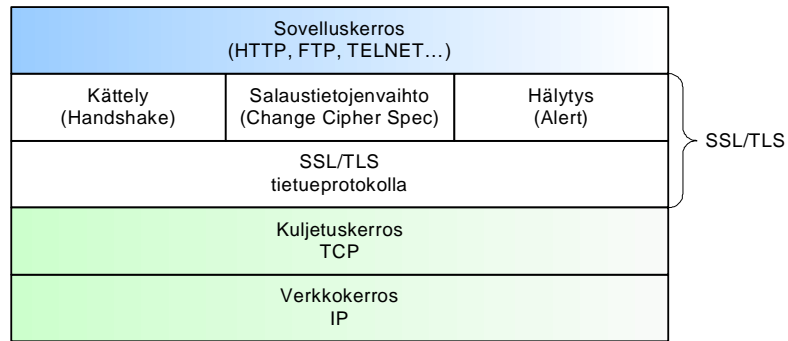 Sovelluskerros
(HTTP, FTP, TELNET…)
Kättely
(Handshake)
Salaustietojenvaihto
(Change Cipher Spec)
Hälytys
(Alert)
SSL/TLS
SSL/TLS
tietueprotokolla
Kuljetuskerros
TCP
Verkkokerros
IP